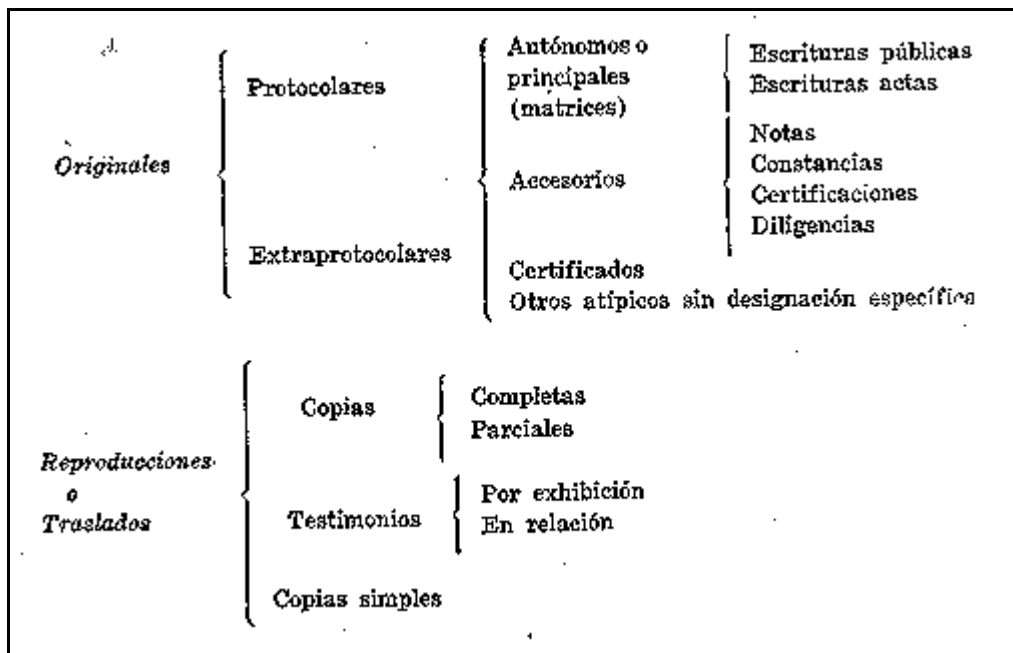 Originales
Protocolares
Extraprotocolares
Autónomos o
principales
(matrices)
Escrituras públicas
Escrituras actas
Accesorios
Notas
Constancias
Certificaciones
Diligencias
Certificados
Otros atípicos sin designación específica
Reproducciones
o
Traslados
Copias
Completas
Parciales
Testimonios
Por exhibición
En relación
Copias simples